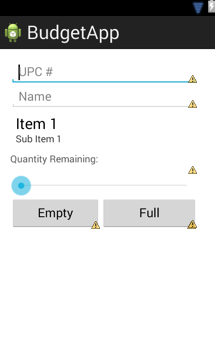 BudgetApp
UPC #
Name
Item 1
Sub Item 1
Quantity Remaining:
Empty
Full